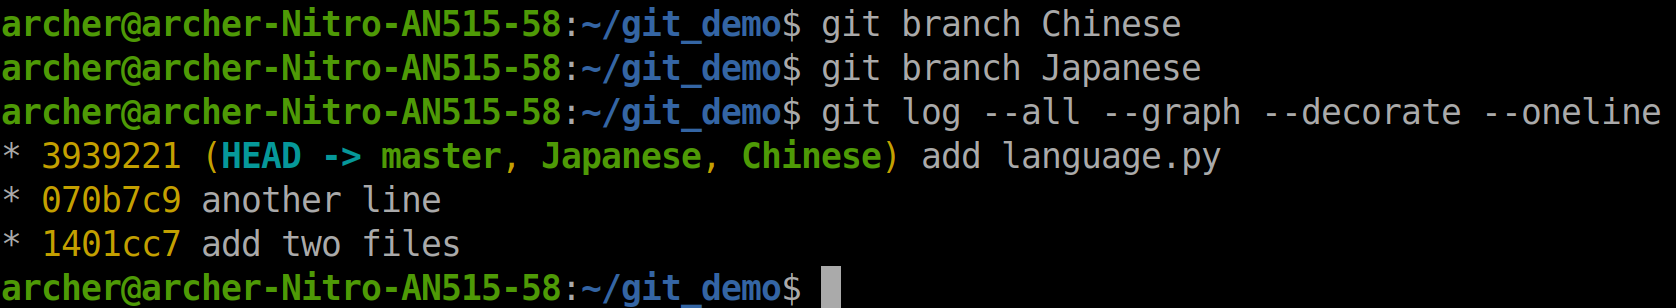 archer@archer-Nitro-AN515-58:~/git_demo$ git branch Chinese
archer@archer-Nitro-AN515-58:~/git_demo$ git branch Japanese
archer@archer-Nitro-AN515-58:~/git_demo$ git log --all --graph --decorate --oneline
* 3939221 (HEAD -> master, Japanese, Chinese) add language.py
* 070b7c9 another line
* 1401cc7 add two files
archer@archer-Nitro-AN515-58:~/git_demo$